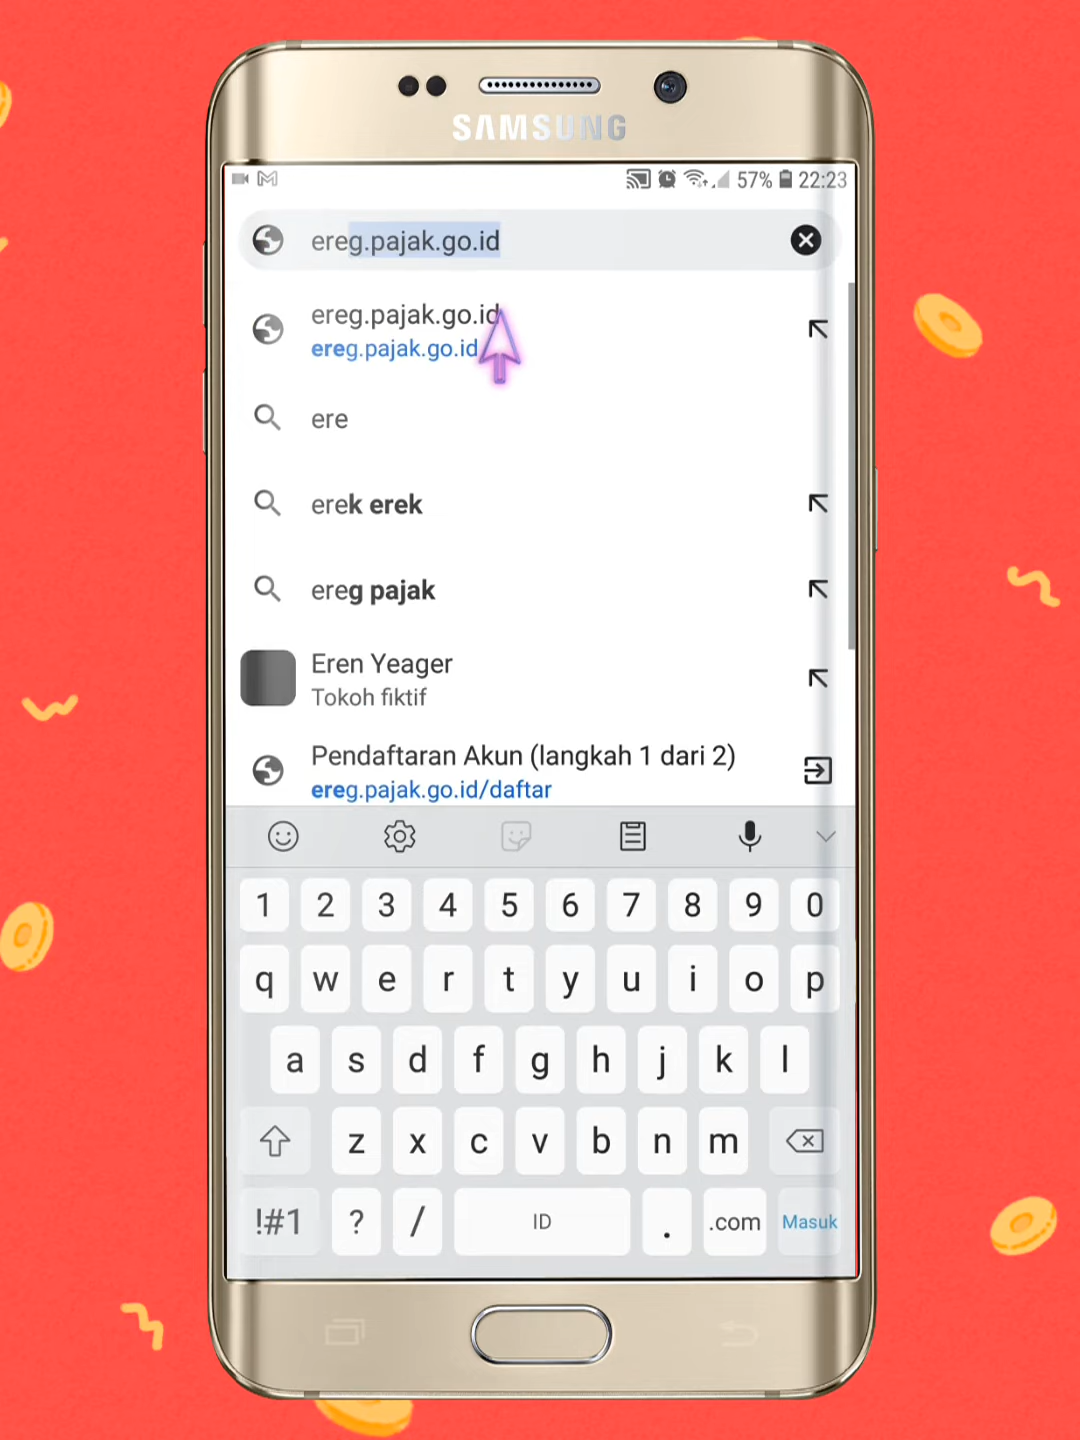 SAMSUNG
57% 22:23
ereg.pajak.go.id
ereg.pajak.go.id
ereg.pajak.go.id
ere
erek erek
ereg pajak
Eren Yeager
Tokoh fiktif
Pendaftaran Akun (langkah 1 dari 2)
ereg.pajak.go.id/daftar
1 2 3 4 5 6 7 8 9 0
q w e r t y u i o p
a s d f g h j k l
z x c v b n m
!#1 ? / ID . .com Masuk